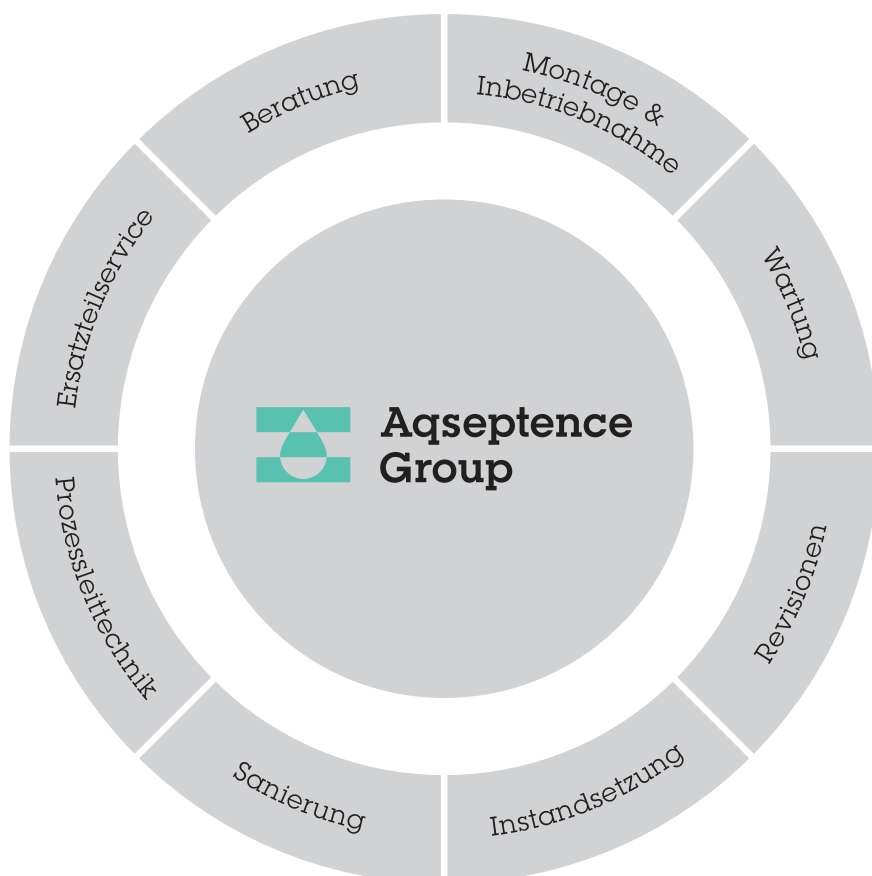 Montage &
Inbetriebnahme
Wartung
Revisionen
Instandsetzung
Sanierung
Prozessleittechnik
Ersatzteilservice
Beratung
Aqseptence
Group